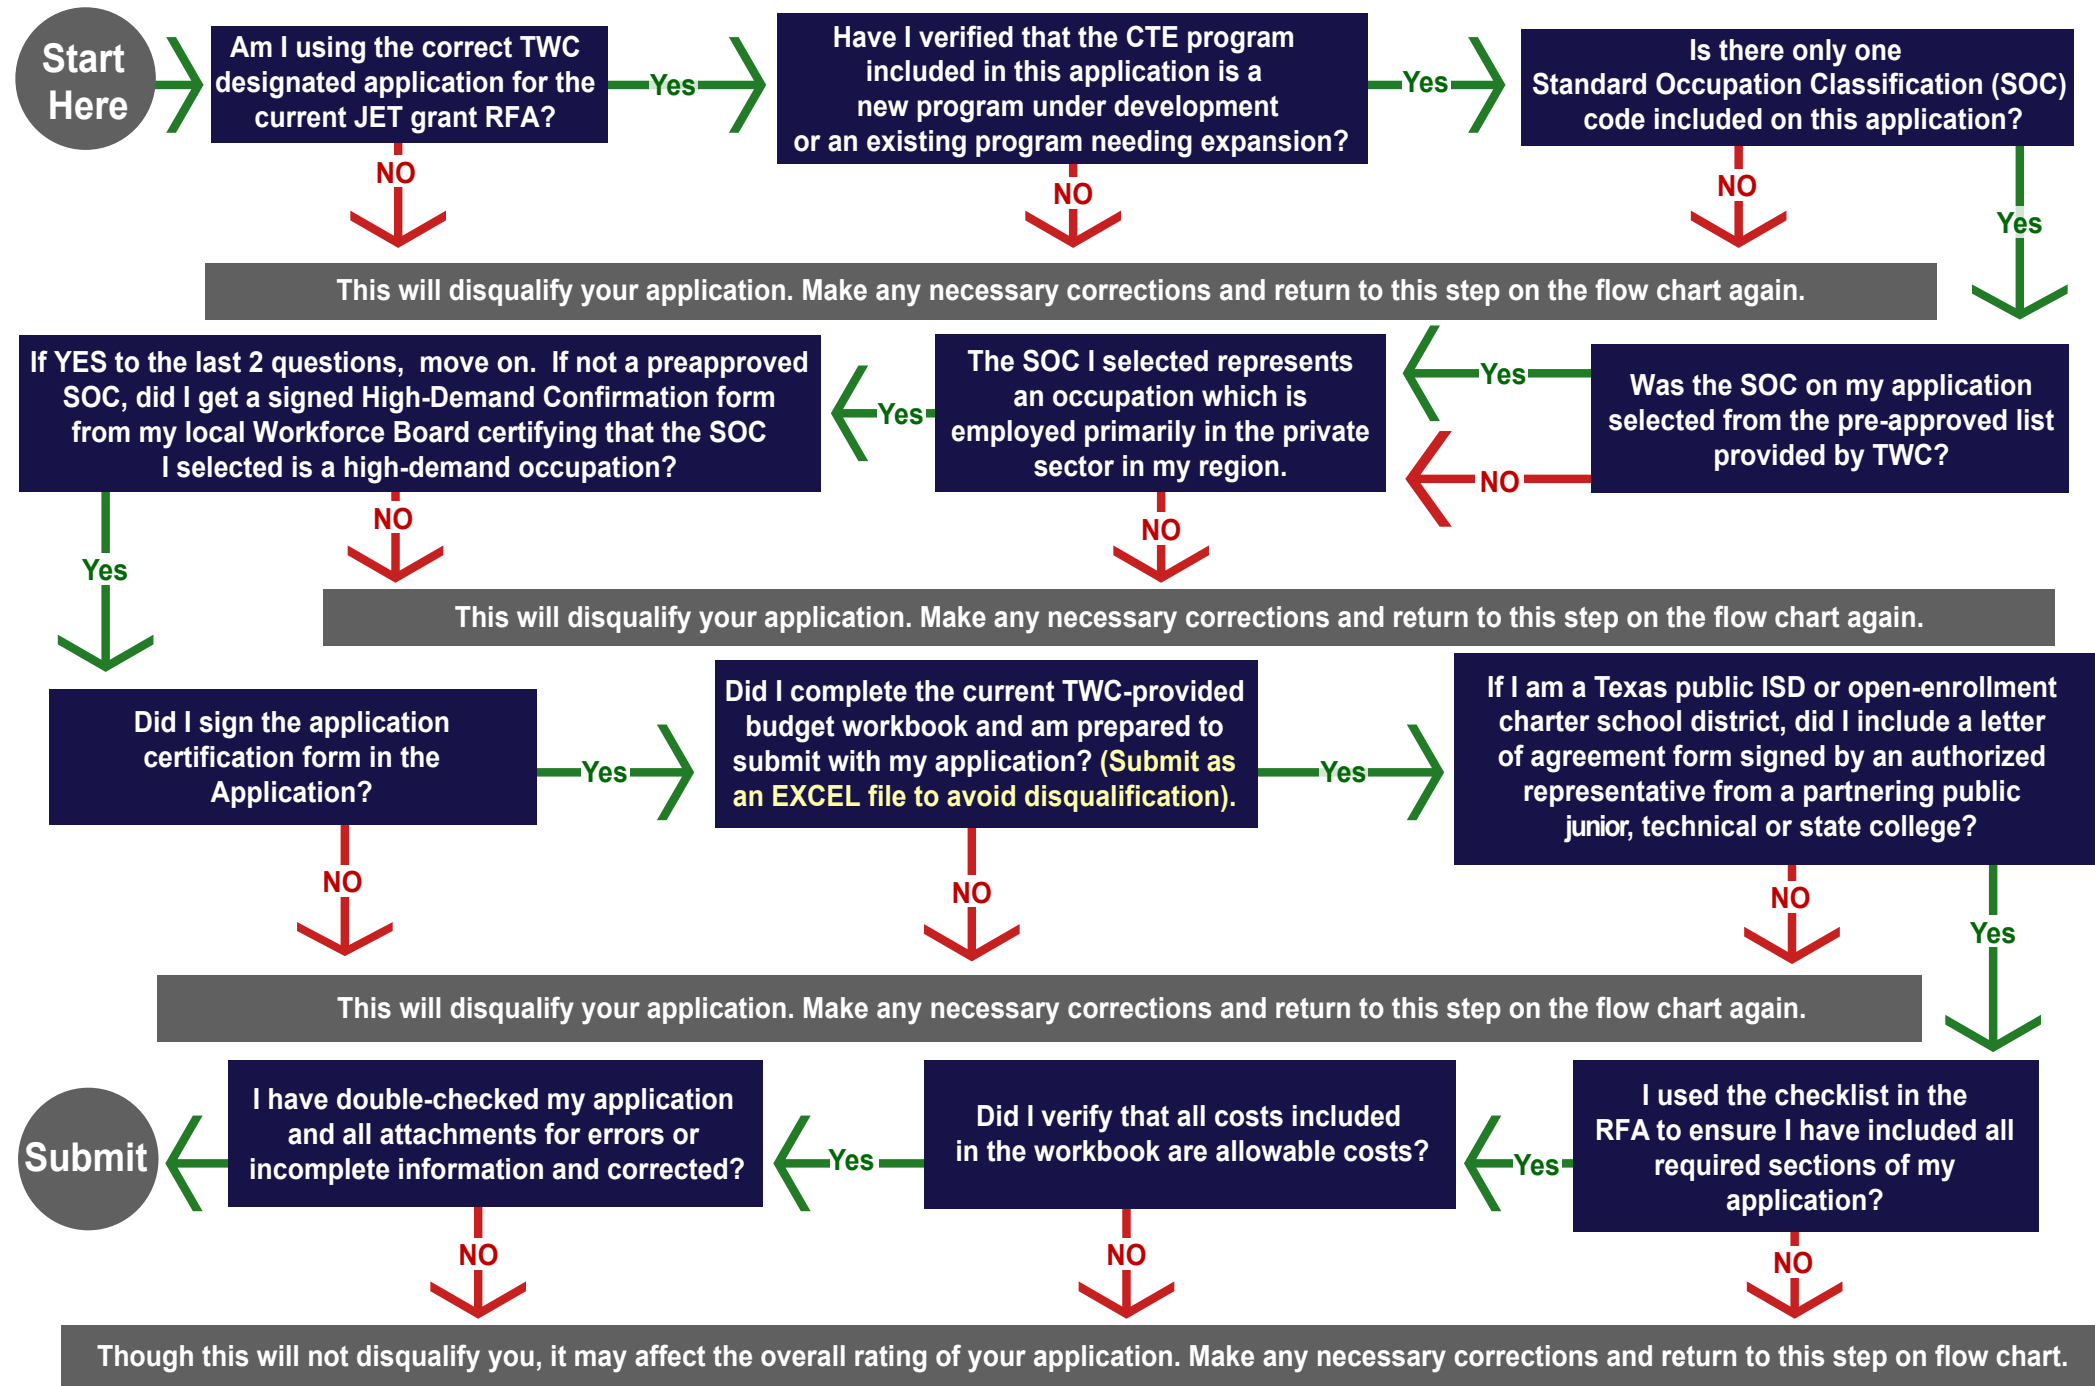 Start
Here
Am I using the correct TWC
designated application for the
current JET grant RFA?
Yes
Have I verified that the CTE program
included in this application is a
new program under development
or an existing program needing expansion?
Yes
Is there only one
Standard Occupation Classification (SOC)
code included on this application?
NO
NO
NO
Yes
This will disqualify your application. Make any necessary corrections and return to this step on the flow chart again.
Was the SOC on my application
selected from the pre-approved list
provided by TWC?
Yes
NO
The SOC I selected represents
an occupation which is
employed primarily in the private
sector in my region.
Yes
If YES to the last 2 questions, move on. If not a preapproved
SOC, did I get a signed High-Demand Confirmation form
from my local Workforce Board certifying that the SOC
I selected is a high-demand occupation?
NO
NO
Yes
This will disqualify your application. Make any necessary corrections and return to this step on the flow chart again.
Did I sign the application
certification form in the
Application?
Yes
Did I complete the current TWC-provided
budget workbook and am prepared to
submit with my application? (Submit as
an EXCEL file to avoid disqualification).
Yes
If I am a Texas public ISD or open-enrollment
charter school district, did I include a letter
of agreement form signed by an authorized
representative from a partnering public
junior, technical or state college?
NO
NO
NO
Yes
This will disqualify your application. Make any necessary corrections and return to this step on the flow chart again.
I used the checklist in the
RFA to ensure I have included all
required sections of my
application?
Yes
Did I verify that all costs included
in the workbook are allowable costs?
Yes
I have double-checked my application
and all attachments for errors or
incomplete information and corrected?
Submit
NO
NO
NO
Though this will not disqualify you, it may affect the overall rating of your application. Make any necessary corrections and return to this step on flow chart.